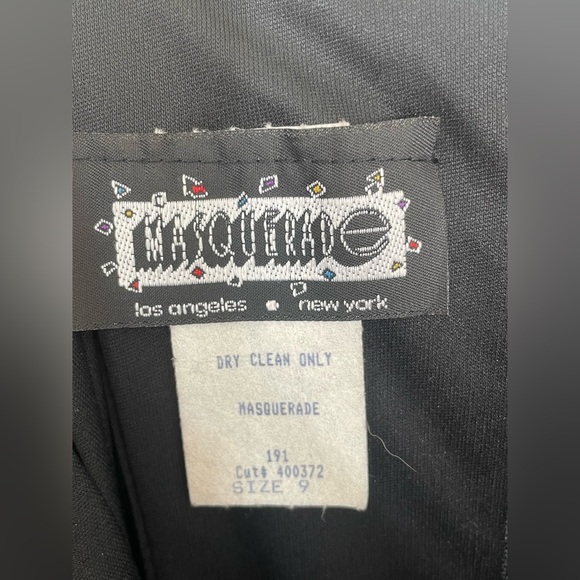 MASQUERADE
los angeles • new york
DRY CLEAN ONLY
MASQUERADE
191
Cut# 400372
SIZE 9